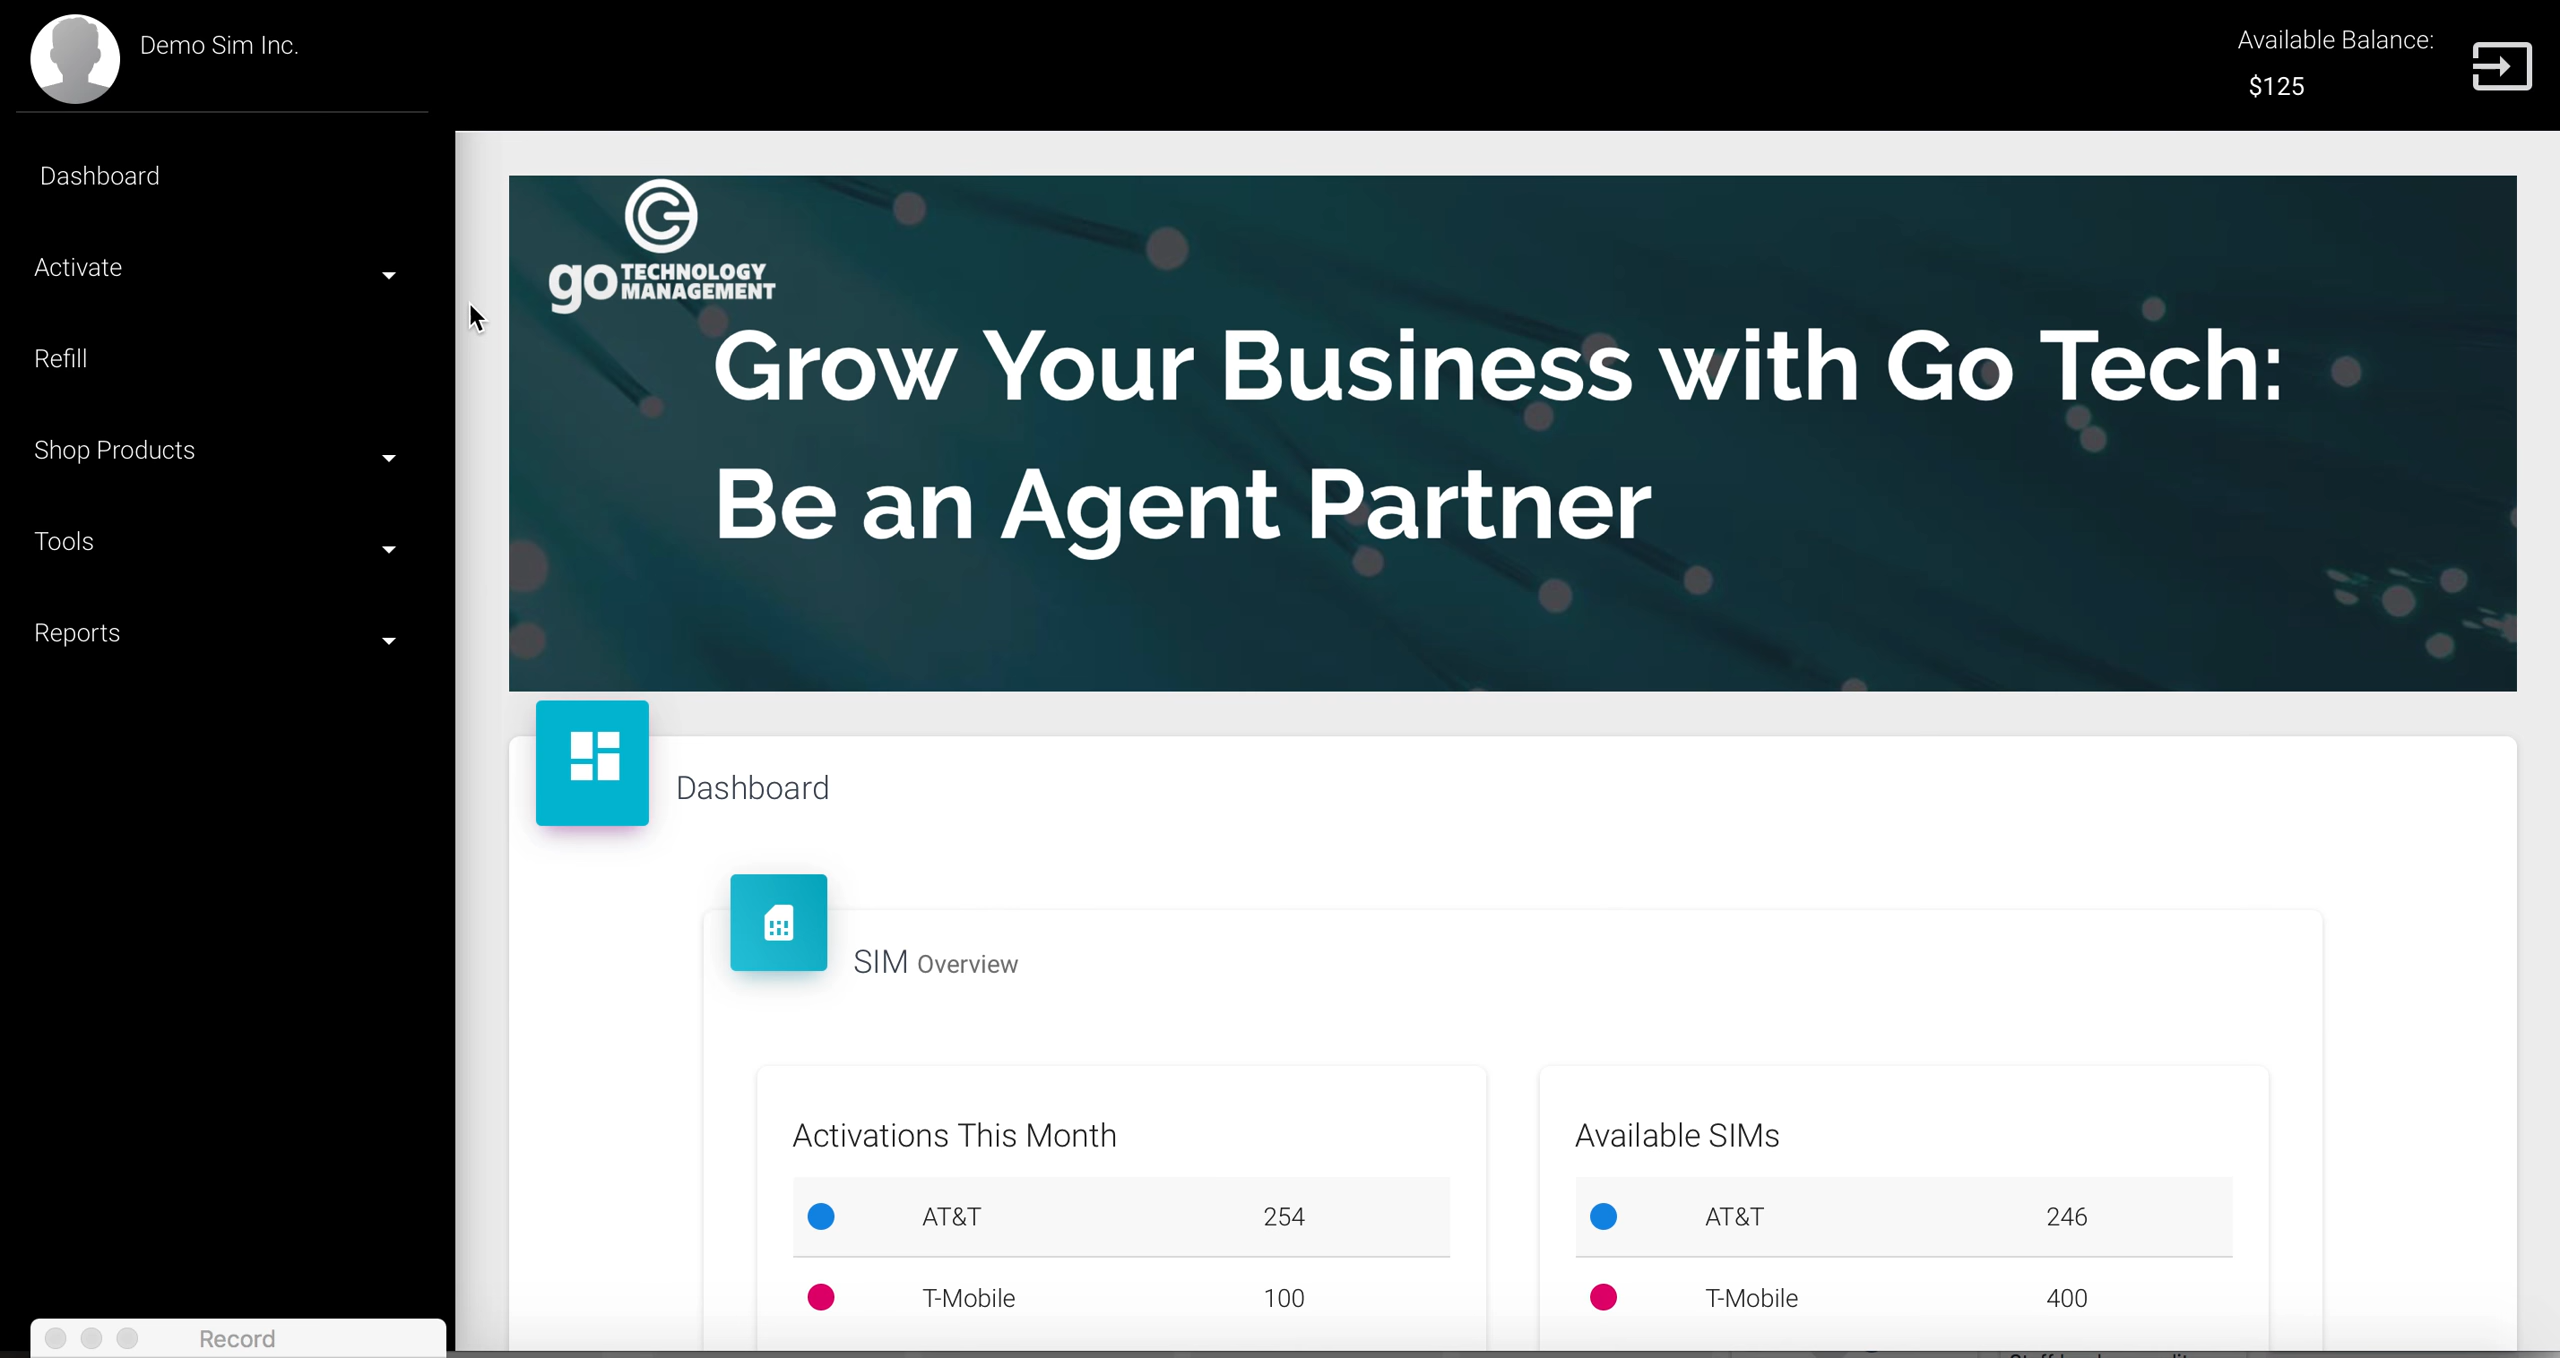 Demo Sim Inc.
Available Balance:
$125
Dashboard
Activate
Refill
Shop Products
Tools
Reports
go TECHNOLOGY
MANAGEMENT
Grow Your Business with Go Tech:
Be an Agent Partner
Dashboard
SIM Overview
Activations This Month
AT&T 254
T-Mobile 100
Available SIMs
AT&T 246
T-Mobile 400
Record